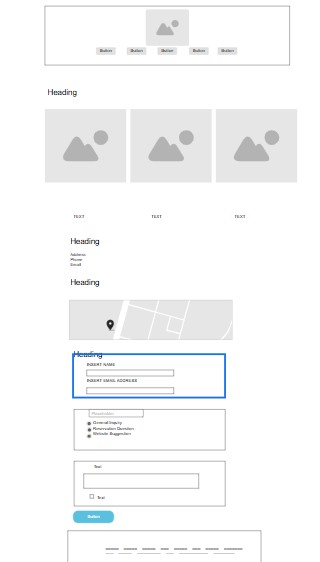 Button Button Button Button Button
Heading
TEXT TEXT TEXT
Heading
Address
Phone
Email
Heading
Heading
INSERT NAME
INSERT EMAIL ADDRESS
Reservation
General Inquiry
Reservation Question
Website Suggestion
Text
Text
Button